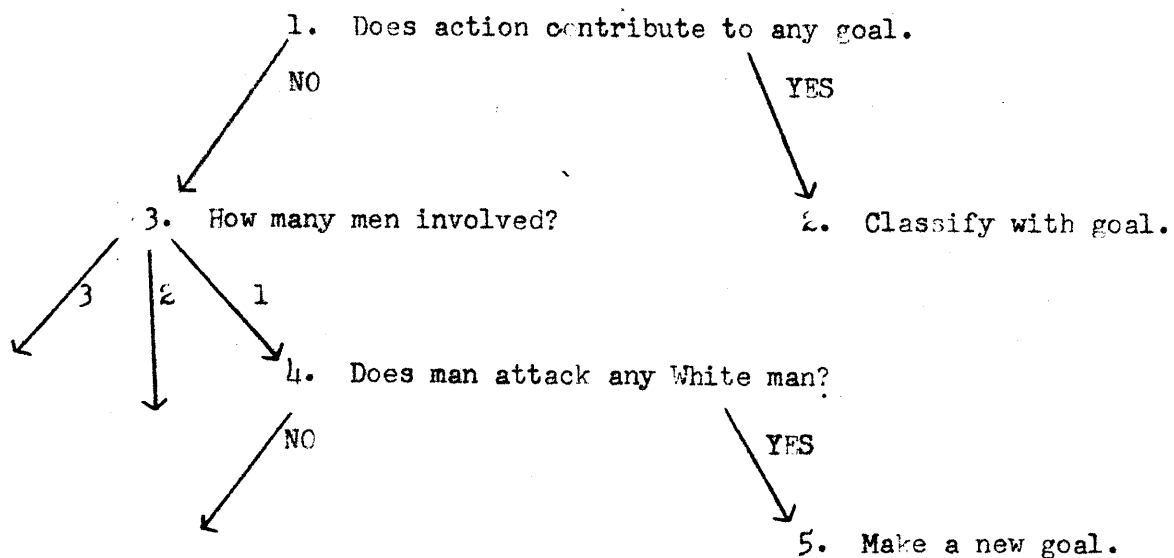 1. Does action contribute to any goal.
NO YES
3. How many men involved? 2. Classify with goal.
3 2 1
4. Does man attack any White man?
NO YES
5. Make a new goal.